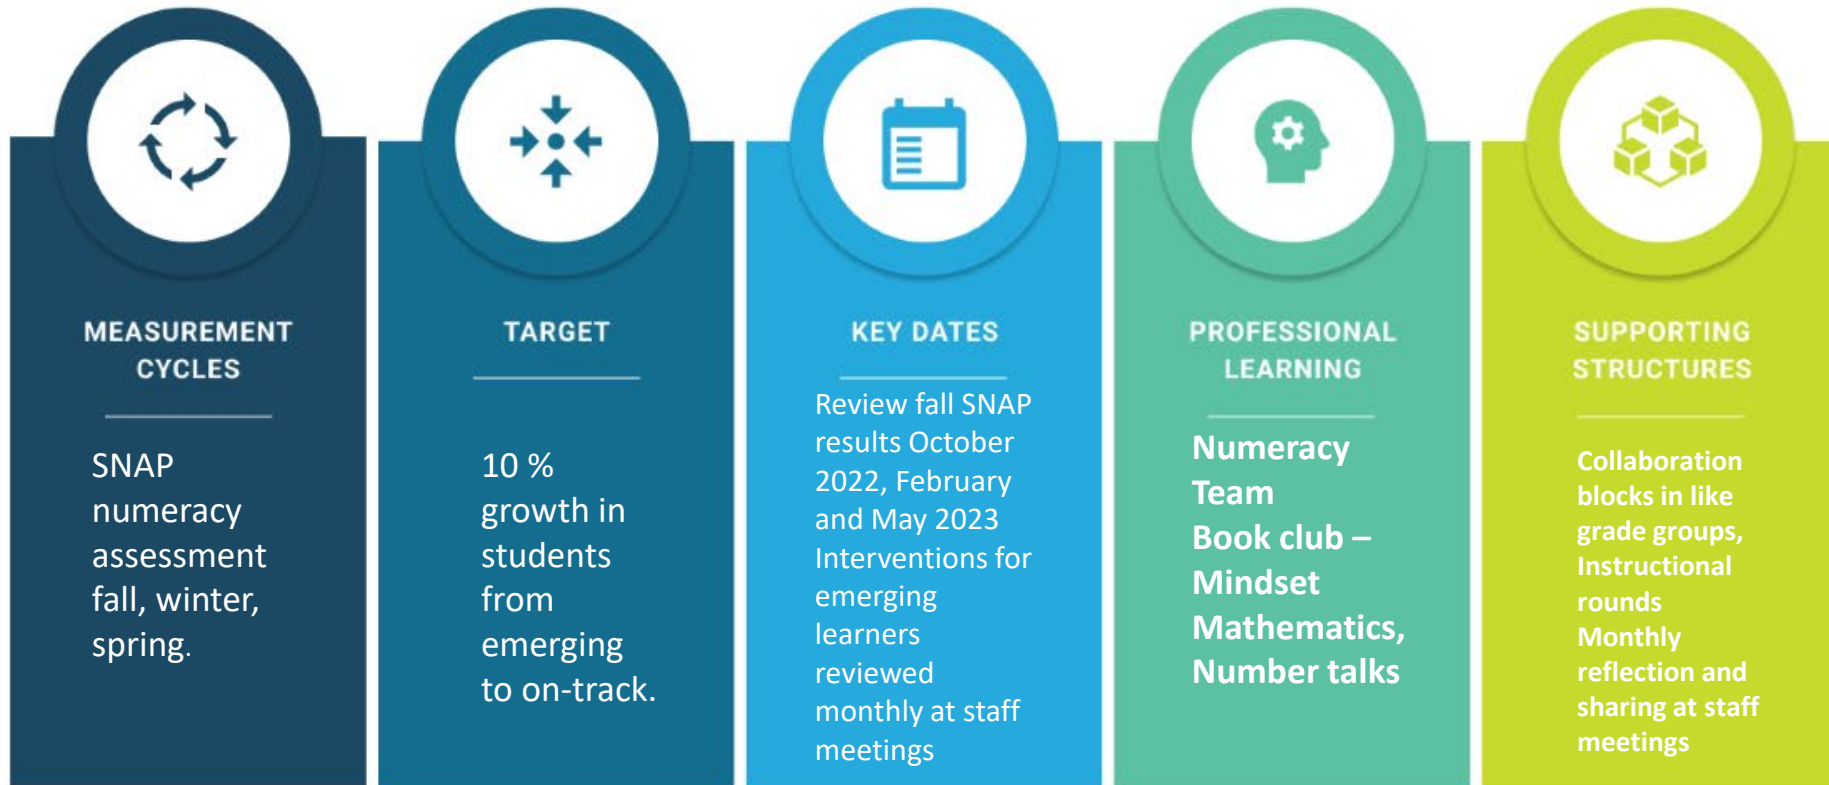 MEASUREMENT
CYCLES
SNAP
numeracy
assessment
fall, winter,
spring.
TARGET
10 %
growth in
students
from
emerging
to on-track.
KEY DATES
Review fall SNAP
results October
2022, February
and May 2023
Interventions for
emerging
learners
reviewed
monthly at staff
meetings
PROFESSIONAL
LEARNING
Numeracy
Team
Book club –
Mindset
Mathematics,
Number talks
SUPPORTING
STRUCTURES
Collaboration
blocks in like
grade groups,
Instructional
rounds
Monthly
reflection and
sharing at staff
meetings